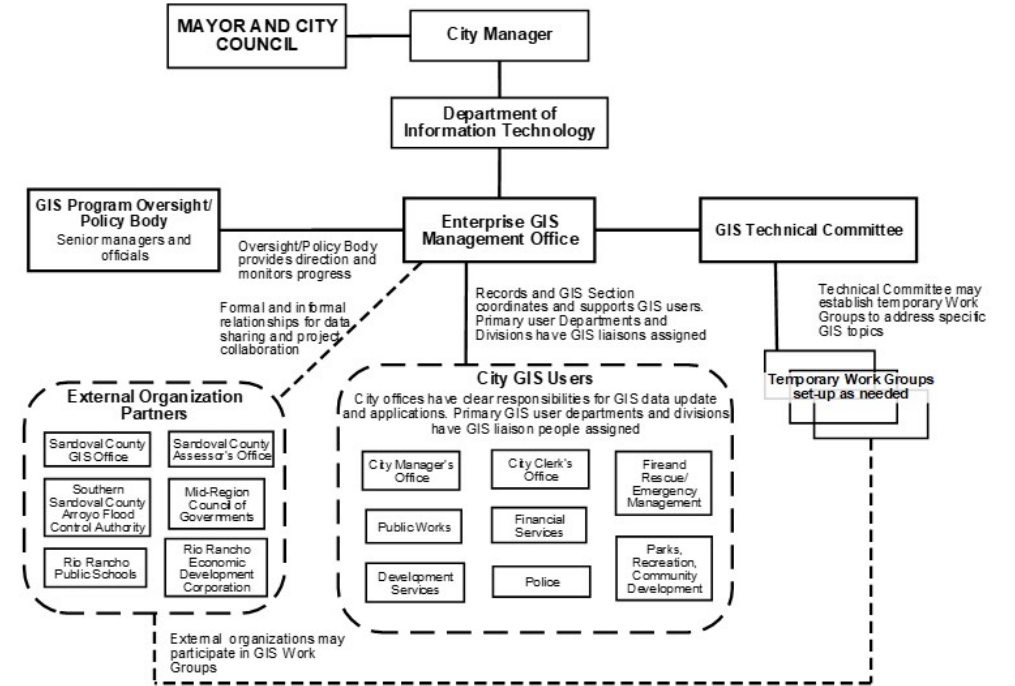 MAYOR AND CITY
COUNCIL
City Manager
Department of
Information Technology
GIS Program Oversight/
Policy Body
Senior managers and
officials
Enterprise GIS
Management Office
GIS Technical Committee
Oversight/Policy Body
provides direction and
monitors progress
Formal and informal
relationships for data
sharing and project
collaboration
Records and GIS Section
coordinates and supports GIS users.
Primary user Departments and
Divisions have GIS liaisons assigned
Technical Committee may
establish temporary Work
Groups to address specific
GIS topics
Temporary Work Groups
set-up as needed
External Organization
Partners
Sandoval County
GIS Office
Sandoval County
Assessor's Office
Southern
Sandoval County
Arroyo Flood
Control Authority
Mid-Region
Council of
Governments
Rio Rancho
Public Schools
Rio Rancho
Economic
Development
Corporation
City GIS Users
City offices have clear responsibilities for GIS data update
and applications. Primary GIS user departments and divisions
have GIS liaison people assigned
City Manager's
Office
City Clerk's
Office
Fire and
Rescue/
Emergency
Management
Public Works
Financial
Services
Development
Services
Police
Parks,
Recreation,
Community
Development
External organizations may
participate in GIS Work
Groups